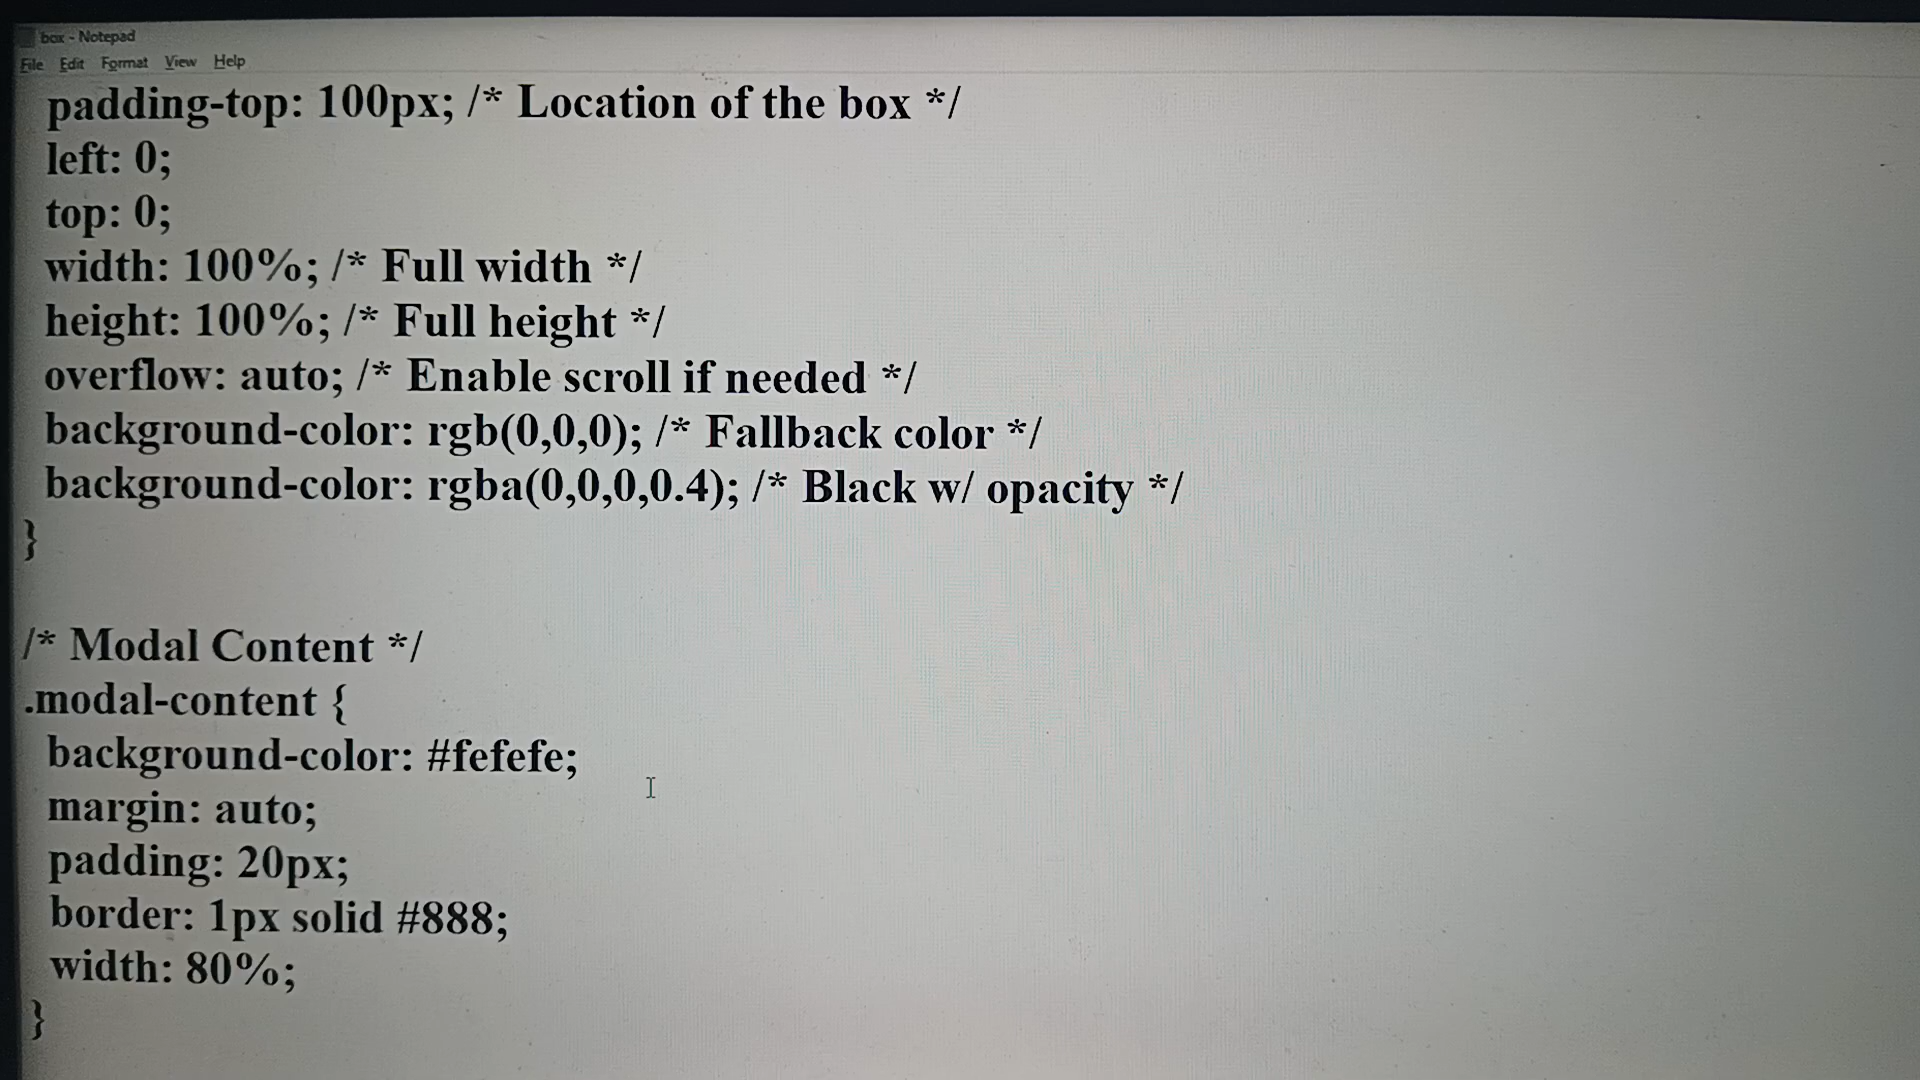 box - Notepad
File Edit Format View Help
padding-top: 100px; /* Location of the box */
left: 0;
top: 0;
width: 100%; /* Full width */
height: 100%; /* Full height */
overflow: auto; /* Enable scroll if needed */
background-color: rgb(0,0,0); /* Fallback color */
background-color: rgba(0,0,0,0.4); /* Black w/ opacity */
}
/* Modal Content */
.modal-content {
background-color: #fefefe;
margin: auto;
padding: 20px;
border: 1px solid #888;
width: 80%;
}